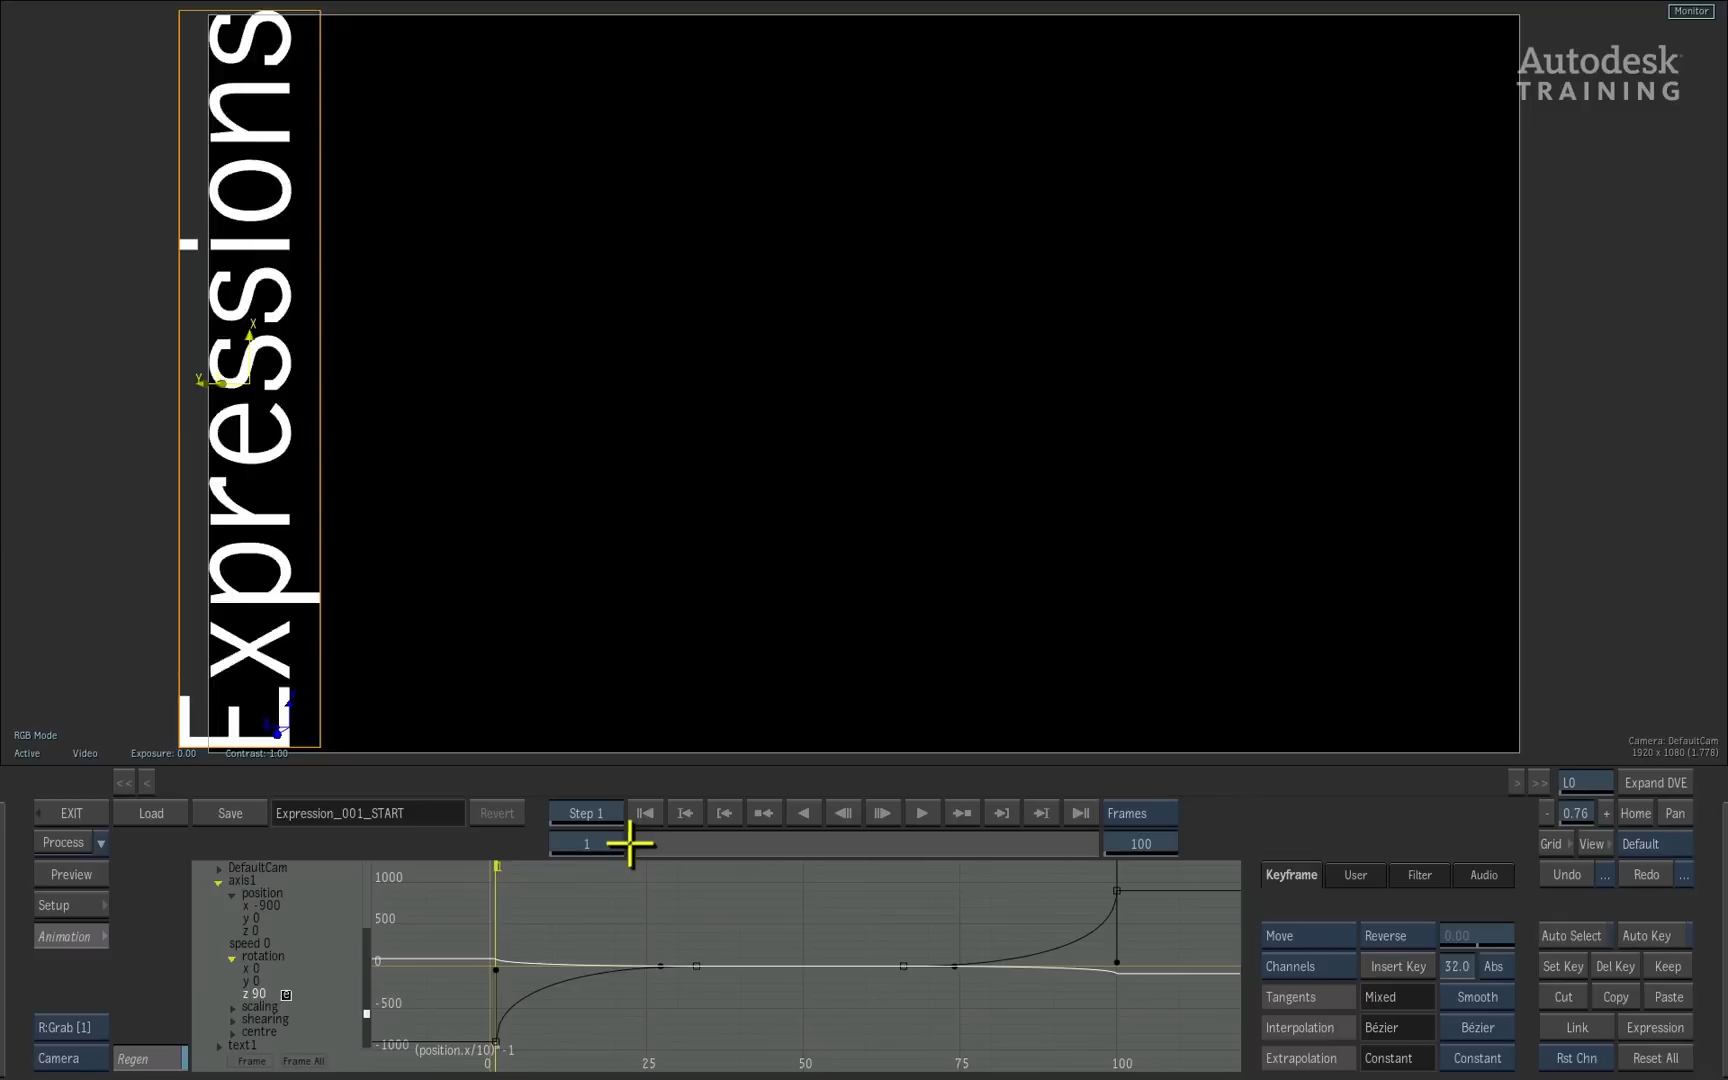 Monitor
Autodesk
TRAINING
Expressions
X
Y
RGB Mode
Active Video Exposure: 0.00 Contrast: 1.00
Camera: DefaultCam
1920 x 1080 (1.778)
<< < > >> L0 Expand DVE
EXIT Load Save Expression_001_START Revert Step 1 Frames - 0.76 + Home Pan
Process 1 100 Grid View Default
Preview Keyframe User Filter Audio Undo ... Redo ...
Setup
Animation
R:Grab [1]
Camera Regen
DefaultCam
axis1
position
x -900
y 0
z 0
speed 0
rotation
x 0
y 0
z 90 e
scaling
shearing
centre
text1
Frame Frame All
1000
500
0
-500
-1000
(position.x/10)*-1
0 25 50 75 100
1
Move Reverse 0.00 Auto Select Auto Key
Channels Insert Key 32.0 Abs Set Key Del Key Keep
Tangents Mixed Smooth Cut Copy Paste
Interpolation Bézier Bézier Link Expression
Extrapolation Constant Constant Rst Chn Reset All